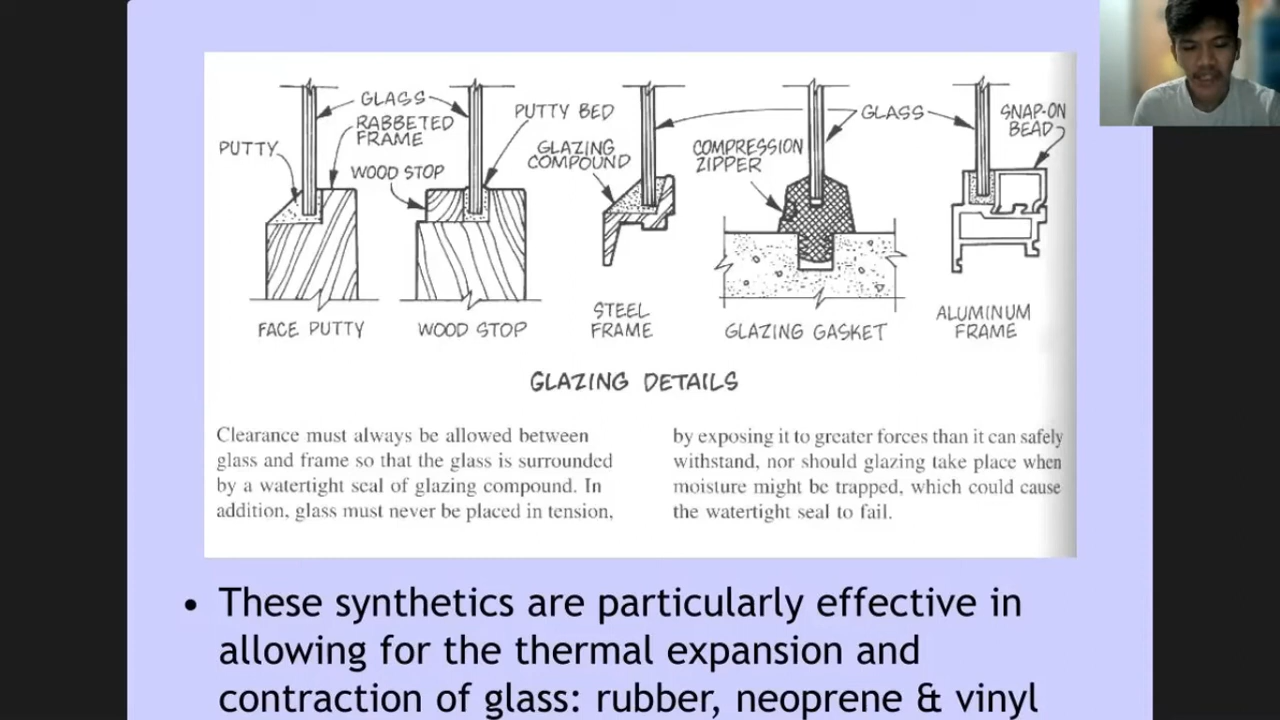 GLASS
RABBETED
FRAME
PUTTY
WOOD STOP
PUTTY BED
GLAZING
COMPOUND
COMPRESSION
ZIPPER
GLASS
SNAP-ON
BEAD
FACE PUTTY
WOOD STOP
STEEL
FRAME
GLAZING GASKET
ALUMINUM
FRAME
GLAZING DETAILS
Clearance must always be allowed between
glass and frame so that the glass is surrounded
by a watertight seal of glazing compound. In
addition, glass must never be placed in tension,
by exposing it to greater forces than it can safely
withstand, nor should glazing take place when
moisture might be trapped, which could cause
the watertight seal to fail.
• These synthetics are particularly effective in
allowing for the thermal expansion and
contraction of glass: rubber, neoprene & vinyl